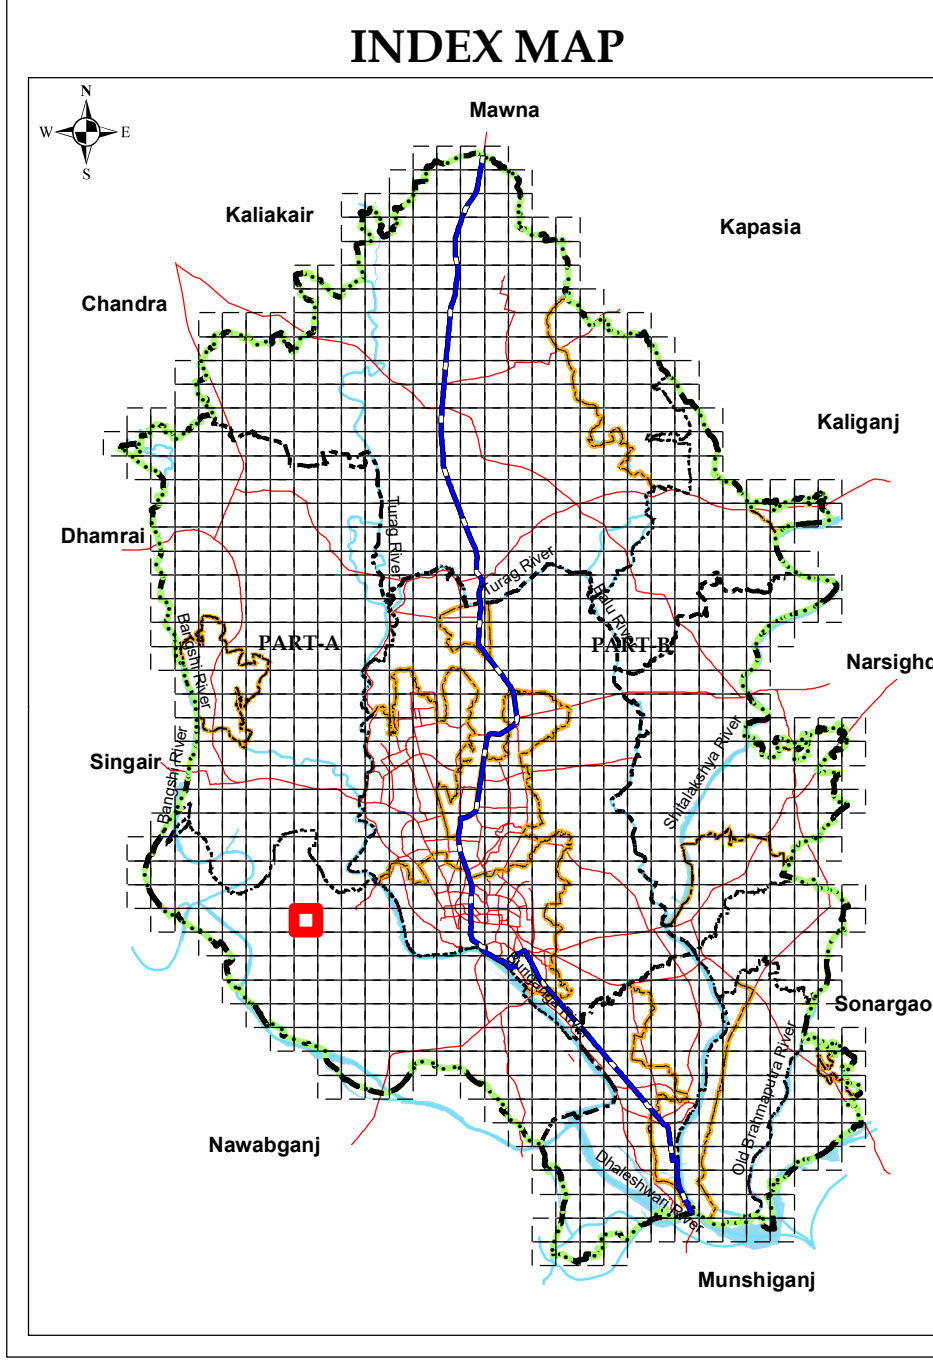 INDEX MAP
N
W E
S
Mawna
Kaliakair
Kapasia
Chandra
Kaliganj
Dhamrai
Turag River
Turag River
Balu River
Bangshi River
PART-A
PART-B
Narsighd
Singair
Bangshi River
Shitalakshya River
Buriganga River
Sonargao
Old Brahmaputra River
Nawabganj
Dhaleshwari River
Munshiganj